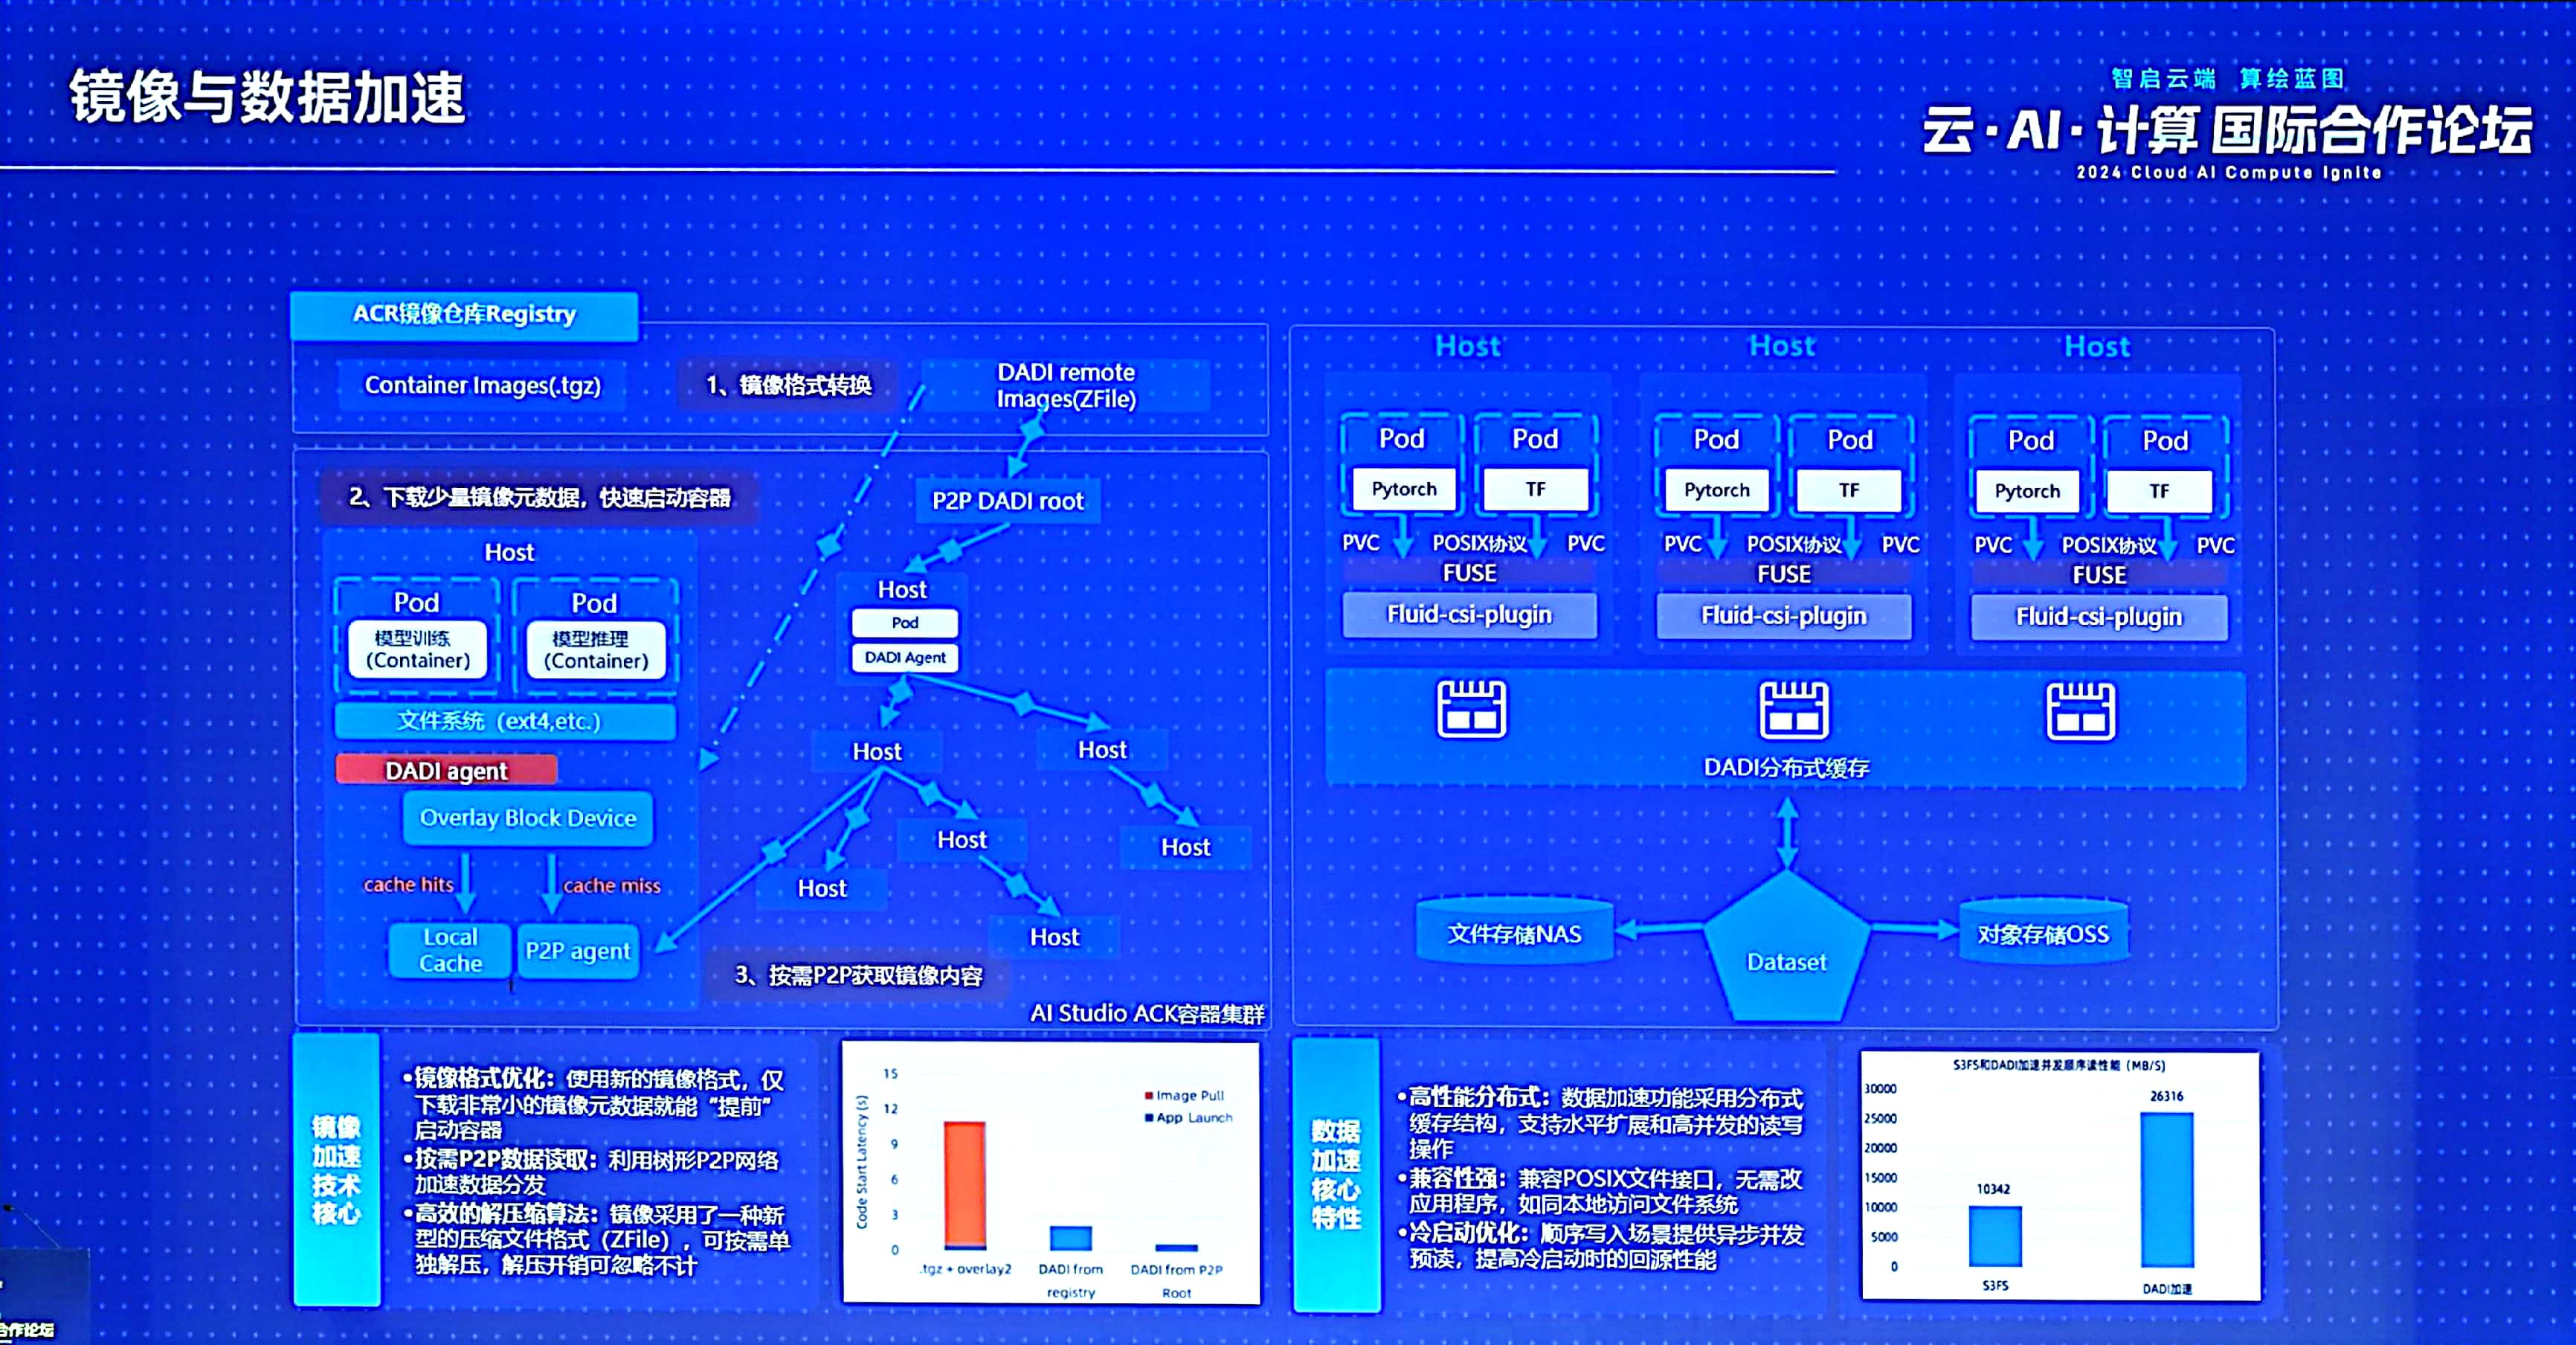 镜像与数据加速
智启云端 算绘蓝图
云·AI·计算 国际合作论坛
2024 Cloud AI Compute Ignite
ACR镜像仓库Registry
Container Images(.tgz)
1、镜像格式转换
DADI remote
Images(ZFile)
2、下载少量镜像元数据，快速启动容器
P2P DADI root
Host
Pod
Pod
模型训练
(Container)
模型推理
(Container)
文件系统（ext4,etc.）
DADI agent
Overlay Block Device
cache hits
cache miss
Local
Cache
P2P agent
Host
Pod
DADI Agent
Host
Host
Host
Host
Host
Host
3、按需P2P获取镜像内容
AI Studio ACK容器集群
Host
Pod
Pod
Pytorch
TF
PVC
POSIX协议
PVC
FUSE
Fluid-csi-plugin
Host
Pod
Pod
Pytorch
TF
PVC
POSIX协议
PVC
FUSE
Fluid-csi-plugin
Host
Pod
Pod
Pytorch
TF
PVC
POSIX协议
PVC
FUSE
Fluid-csi-plugin
DADI分布式缓存
文件存储NAS
Dataset
对象存储OSS
镜像
加速
技术
核心
•镜像格式优化：使用新的镜像格式，仅
下载非常小的镜像元数据就能“提前”
启动容器
•按需P2P数据读取：利用树形P2P网络
加速数据分发
•高效的解压缩算法：镜像采用了一种新
型的压缩文件格式（ZFile），可按需单
独解压，解压开销可忽略不计
Code Start Latency (s)
15
12
9
6
3
0
Image Pull
App Launch
.tgz + overlay2
DADI from
registry
DADI from P2P
Root
数据
加速
核心
特性
•高性能分布式：数据加速功能采用分布式
缓存结构，支持水平扩展和高并发的读写
操作
•兼容性强：兼容POSIX文件接口，无需改
应用程序，如同本地访问文件系统
•冷启动优化：顺序写入场景提供异步并发
预读，提高冷启动时的回源性能
S3FS和DADI加速并发顺序读性能（MB/S）
30000
25000
20000
15000
10000
5000
0
10342
26316
S3FS
DADI加速
合作论坛